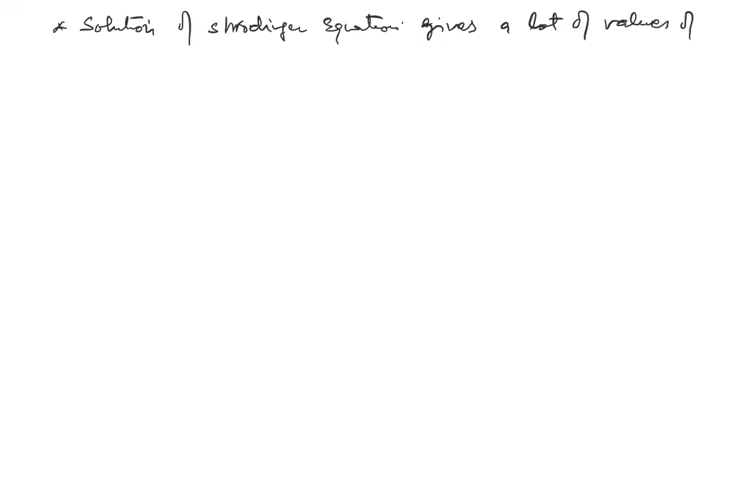 * Solution of shrodinger Equation gives a lot of values of